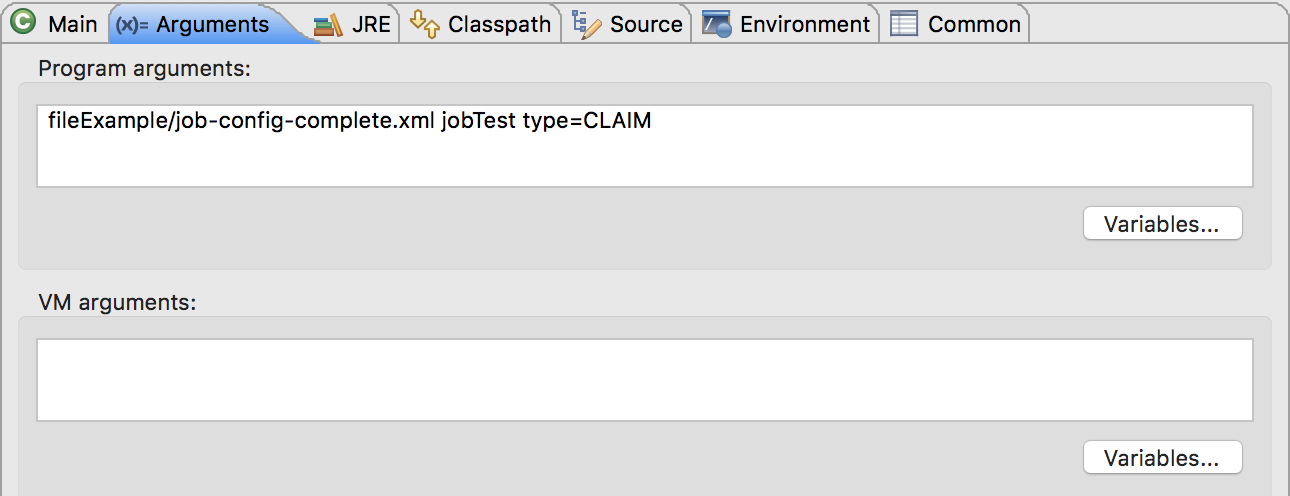 Main (x)= Arguments JRE Classpath Source Environment Common
Program arguments:
fileExample/job-config-complete.xml jobTest type=CLAIM
Variables...
VM arguments:
Variables...